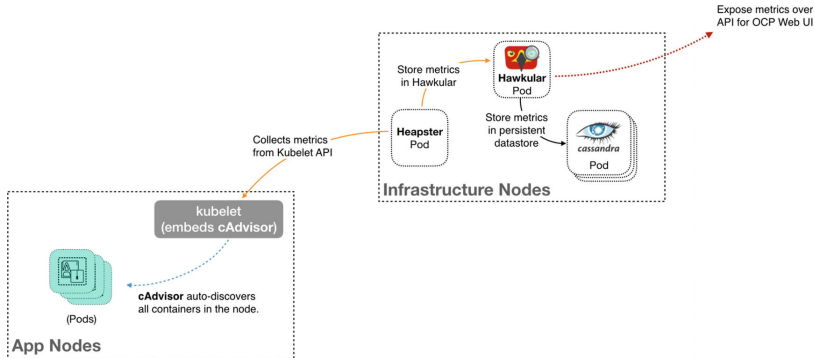 Expose metrics over
API for OCP Web UI
Store metrics
in Hawkular
Hawkular
Pod
Heapster
Pod
Store metrics
in persistent
datastore
cassandra
Pod
Collects metrics
from Kubelet API
Infrastructure Nodes
kubelet
(embeds cAdvisor)
cAdvisor auto-discovers
all containers in the node.
(Pods)
App Nodes